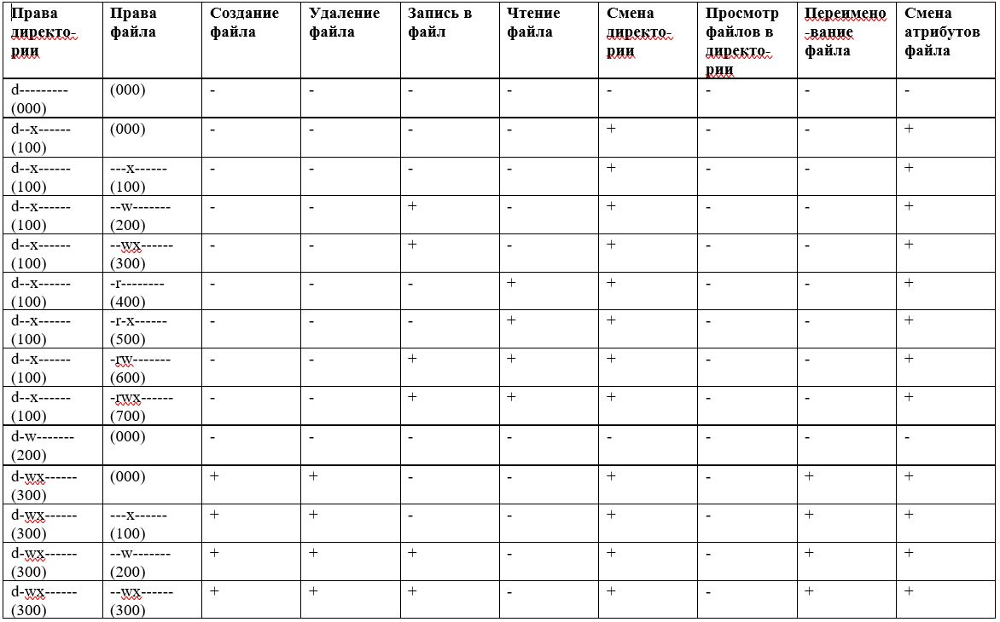 Права директо-рии | Права файла | Создание файла | Удаление файла | Запись в файл | Чтение файла | Смена директо-рии | Просмотр файлов в директо-рии | Переимено-вание файла | Смена атрибутов файла
d--------- (000) | (000) | - | - | - | - | - | - | - | -
d--x------ (100) | (000) | - | - | - | - | + | - | - | +
d--x------ (100) | ---x------ (100) | - | - | - | - | + | - | - | +
d--x------ (100) | --w------- (200) | - | - | + | - | + | - | - | +
d--x------ (100) | --wx------ (300) | - | - | + | - | + | - | - | +
d--x------ (100) | -r-------- (400) | - | - | - | + | + | - | - | +
d--x------ (100) | -r-x------ (500) | - | - | - | + | + | - | - | +
d--x------ (100) | -rw------- (600) | - | - | + | + | + | - | - | +
d--x------ (100) | -rwx------ (700) | - | - | + | + | + | - | - | +
d-w------- (200) | (000) | - | - | - | - | - | - | - | -
d-wx------ (300) | (000) | + | + | - | - | + | - | + | +
d-wx------ (300) | ---x------ (100) | + | + | - | - | + | - | + | +
d-wx------ (300) | --w------- (200) | + | + | + | - | + | - | + | +
d-wx------ (300) | --wx------ (300) | + | + | + | - | + | - | + | +